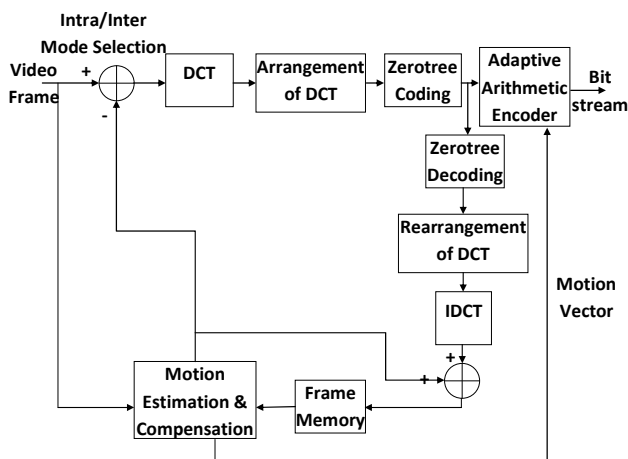 Intra/Inter
Mode Selection
Video
Frame
+
-
DCT
Arrangement
of DCT
Zerotree
Coding
Adaptive
Arithmetic
Encoder
Bit
stream
Zerotree
Decoding
Rearrangement
of DCT
IDCT
Motion
Vector
+
+
Motion
Estimation &
Compensation
Frame
Memory